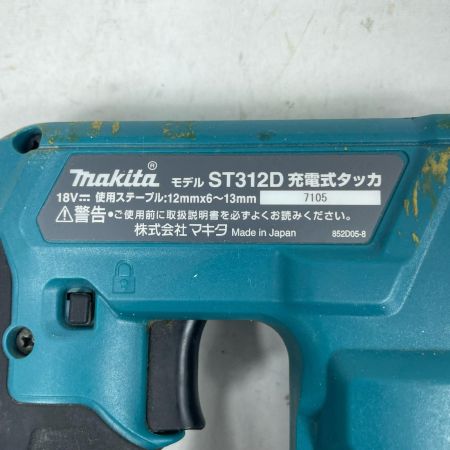 makita® モデル ST312D 充電式タッカ
18V⎓ 使用ステープル:12mmx6〜13mm 7105
⚠警告 •ご使用前に取扱説明書を必ずよくお読みください。
株式会社マキタ Made in Japan 852D05-8